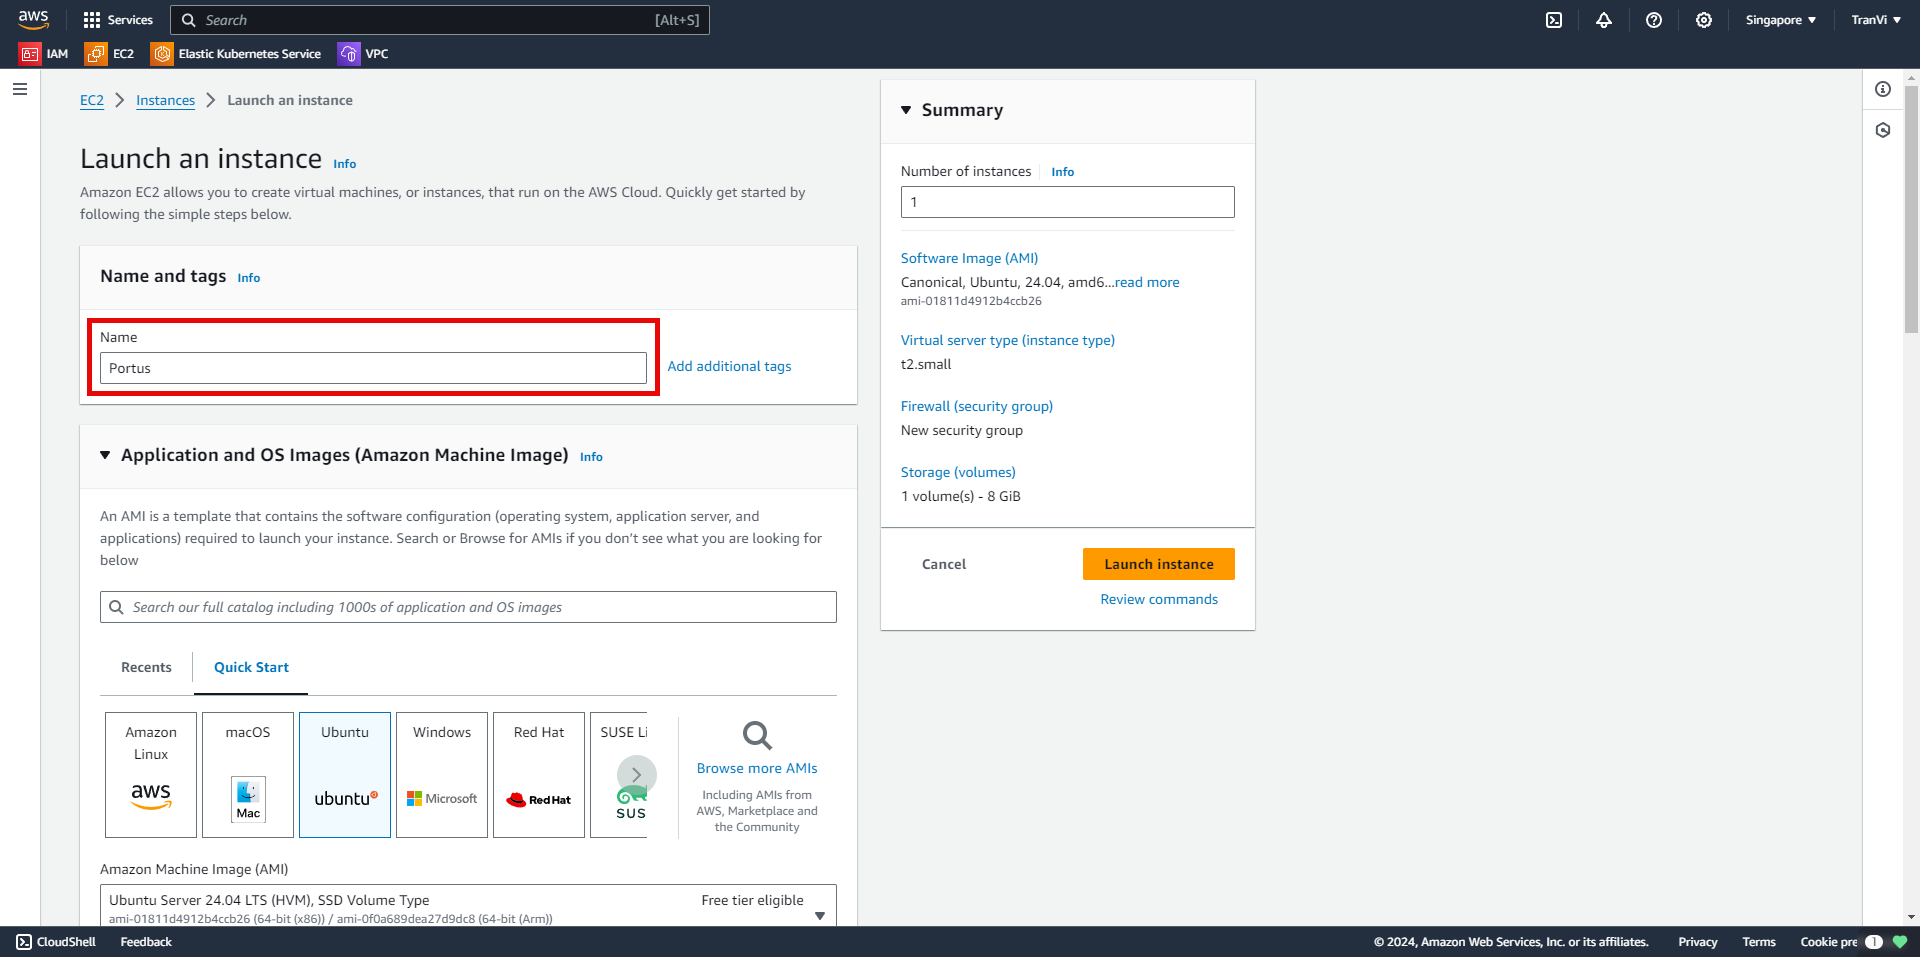 aws
Services
Search
[Alt+S]
Singapore
TranVi
IAM
EC2
Elastic Kubernetes Service
VPC
EC2
Instances
Launch an instance
Launch an instance
Info
Amazon EC2 allows you to create virtual machines, or instances, that run on the AWS Cloud. Quickly get started by
following the simple steps below.
Name and tags
Info
Name
Portus
Add additional tags
Application and OS Images (Amazon Machine Image)
Info
An AMI is a template that contains the software configuration (operating system, application server, and
applications) required to launch your instance. Search or Browse for AMIs if you don't see what you are looking for
below
Search our full catalog including 1000s of application and OS images
Recents
Quick Start
Amazon
Linux
aws
macOS
Mac
Ubuntu
ubuntu
Windows
Microsoft
Red Hat
RedHat
SUSE Li
SUS
Browse more AMIs
Including AMIs from
AWS, Marketplace and
the Community
Amazon Machine Image (AMI)
Ubuntu Server 24.04 LTS (HVM), SSD Volume Type
Free tier eligible
ami-01811d4912b4ccb26 (64-bit (x86)) / ami-0f0a689dea27d9dc8 (64-bit (Arm))
Summary
Number of instances
Info
1
Software Image (AMI)
Canonical, Ubuntu, 24.04, amd6...read more
ami-01811d4912b4ccb26
Virtual server type (instance type)
t2.small
Firewall (security group)
New security group
Storage (volumes)
1 volume(s) - 8 GiB
Cancel
Launch instance
Review commands
CloudShell
Feedback
© 2024, Amazon Web Services, Inc. or its affiliates.
Privacy
Terms
Cookie pre
1